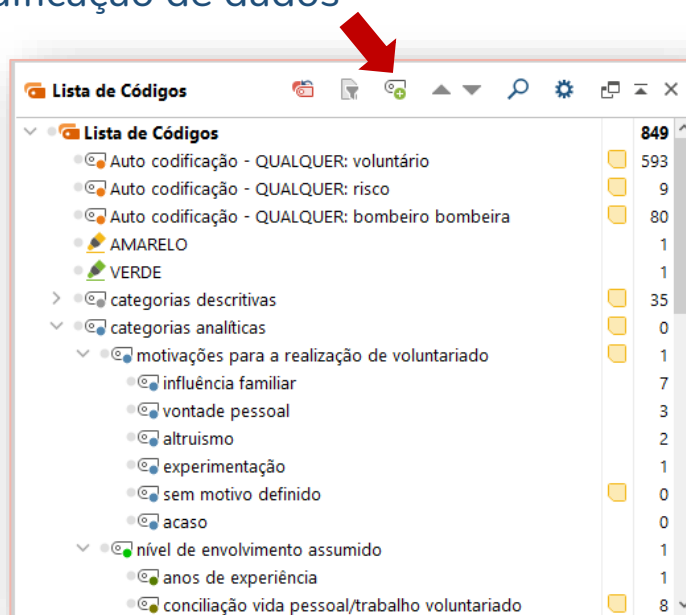 de dados
Lista de Códigos
Lista de Códigos 849
Auto codificação - QUALQUER: voluntário 593
Auto codificação - QUALQUER: risco 9
Auto codificação - QUALQUER: bombeiro bombeira 80
AMARELO 1
VERDE 1
categorias descritivas 35
categorias analíticas 0
motivações para a realização de voluntariado 1
influência familiar 7
vontade pessoal 3
altruismo 2
experimentação 1
sem motivo definido 0
acaso 0
nível de envolvimento assumido 1
anos de experiência 1
conciliação vida pessoal/trabalho voluntariado 8